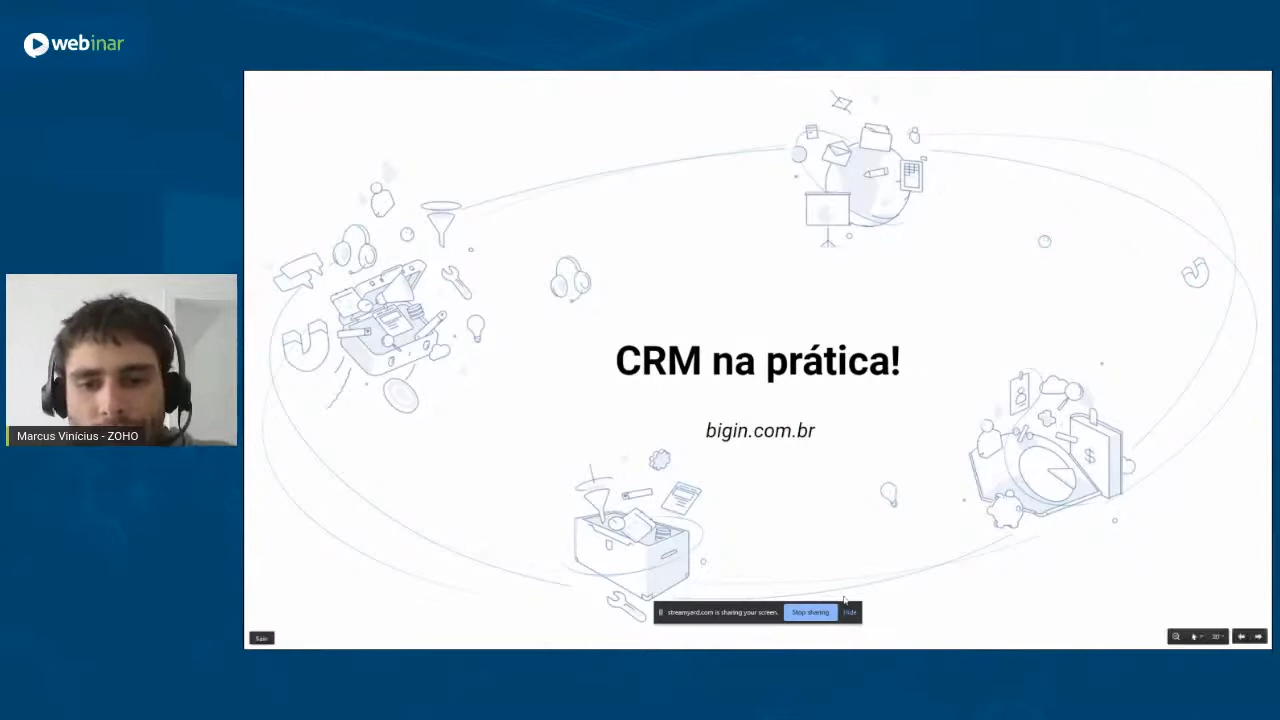 webinar
CRM na prática!
bigin.com.br
Marcus Vinícius - ZOHO
streamyard.com is sharing your screen.
Stop sharing
Hide
Sair